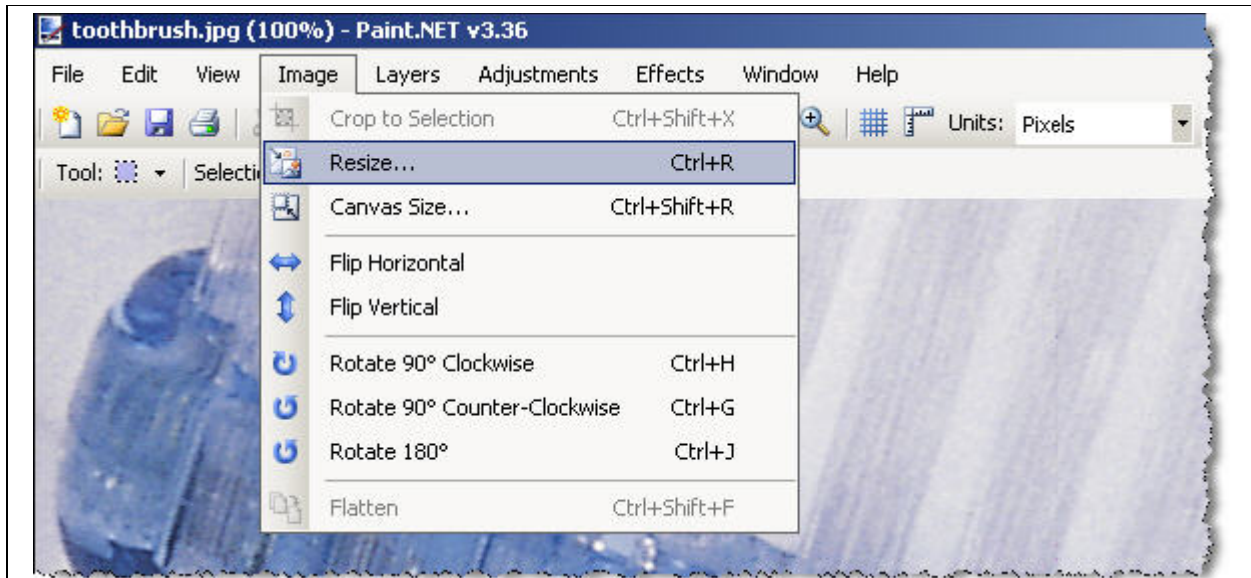 toothbrush.jpg (100%) - Paint.NET v3.36
File Edit View Image Layers Adjustments Effects Window Help
Units: Pixels
Tool:
Crop to Selection Ctrl+Shift+X
Resize... Ctrl+R
Canvas Size... Ctrl+Shift+R
Flip Horizontal
Flip Vertical
Rotate 90° Clockwise Ctrl+H
Rotate 90° Counter-Clockwise Ctrl+G
Rotate 180° Ctrl+J
Flatten Ctrl+Shift+F